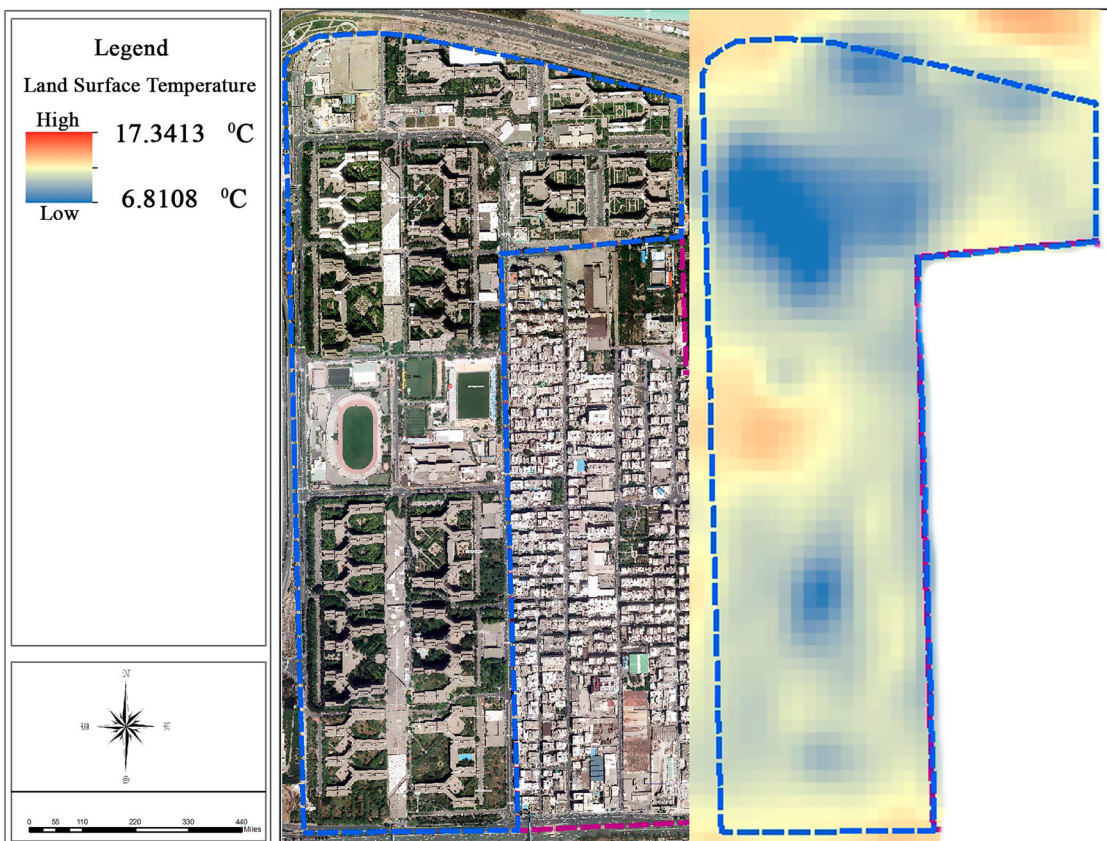 Legend
Land Surface Temperature
High
17.3413 ⁰C
6.8108 ⁰C
Low
N
S
0 55 110 220 330 440
Miles